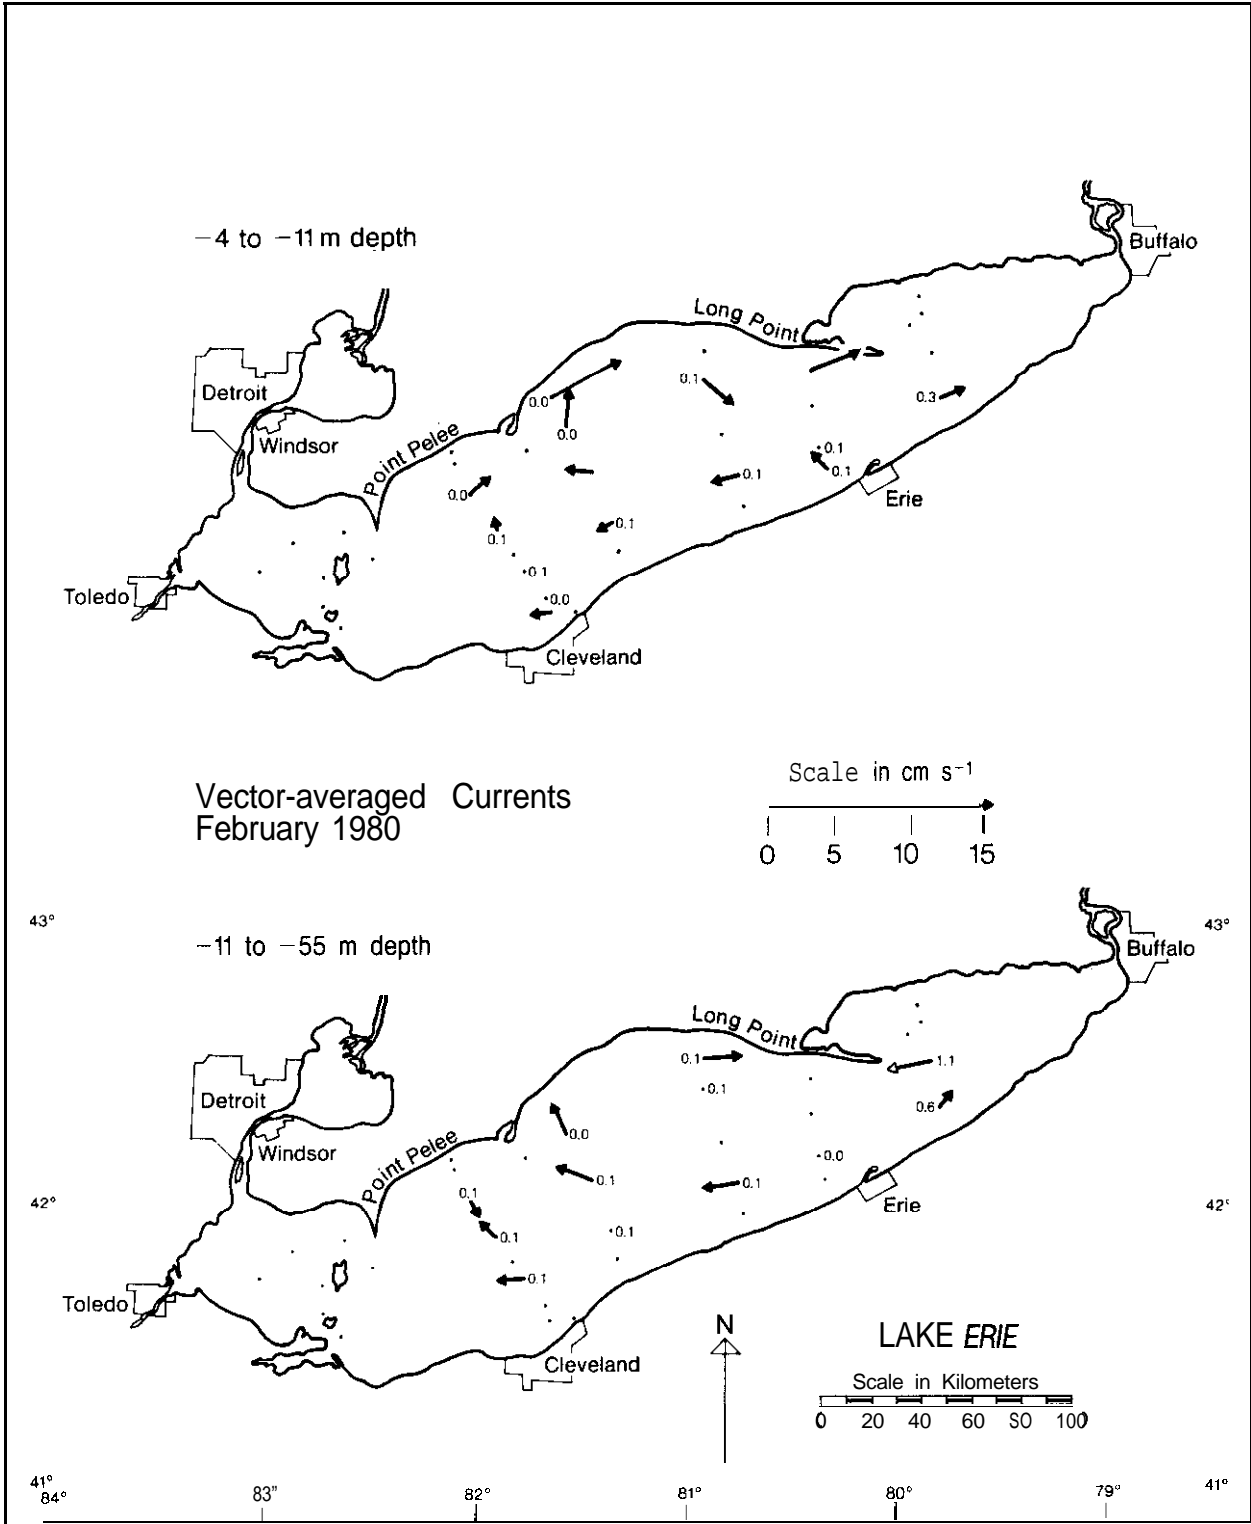 −4 to −11 m depth
Buffalo
Long Point
Detroit
Windsor
Point Pelee
0.0
0.0
0.1
0.3
0.1
0.1
0.1
0.0
0.1
0.1
0.1
0.0
Erie
Toledo
Cleveland
Vector-averaged Currents
February 1980
Scale in cm s⁻¹
0 5 10 15
43° 43°
−11 to −55 m depth
Buffalo
Long Point
Detroit
Windsor
Point Pelee
0.1
1.1
0.1
0.6
0.0
0.0
0.1
0.1
0.1
0.1
0.1
0.1
42° 42°
Erie
Toledo
Cleveland
N
LAKE ERIE
Scale in Kilometers
0 20 40 60 SO 100
41° 41°
84° 83" 82° 81° 80° 79°